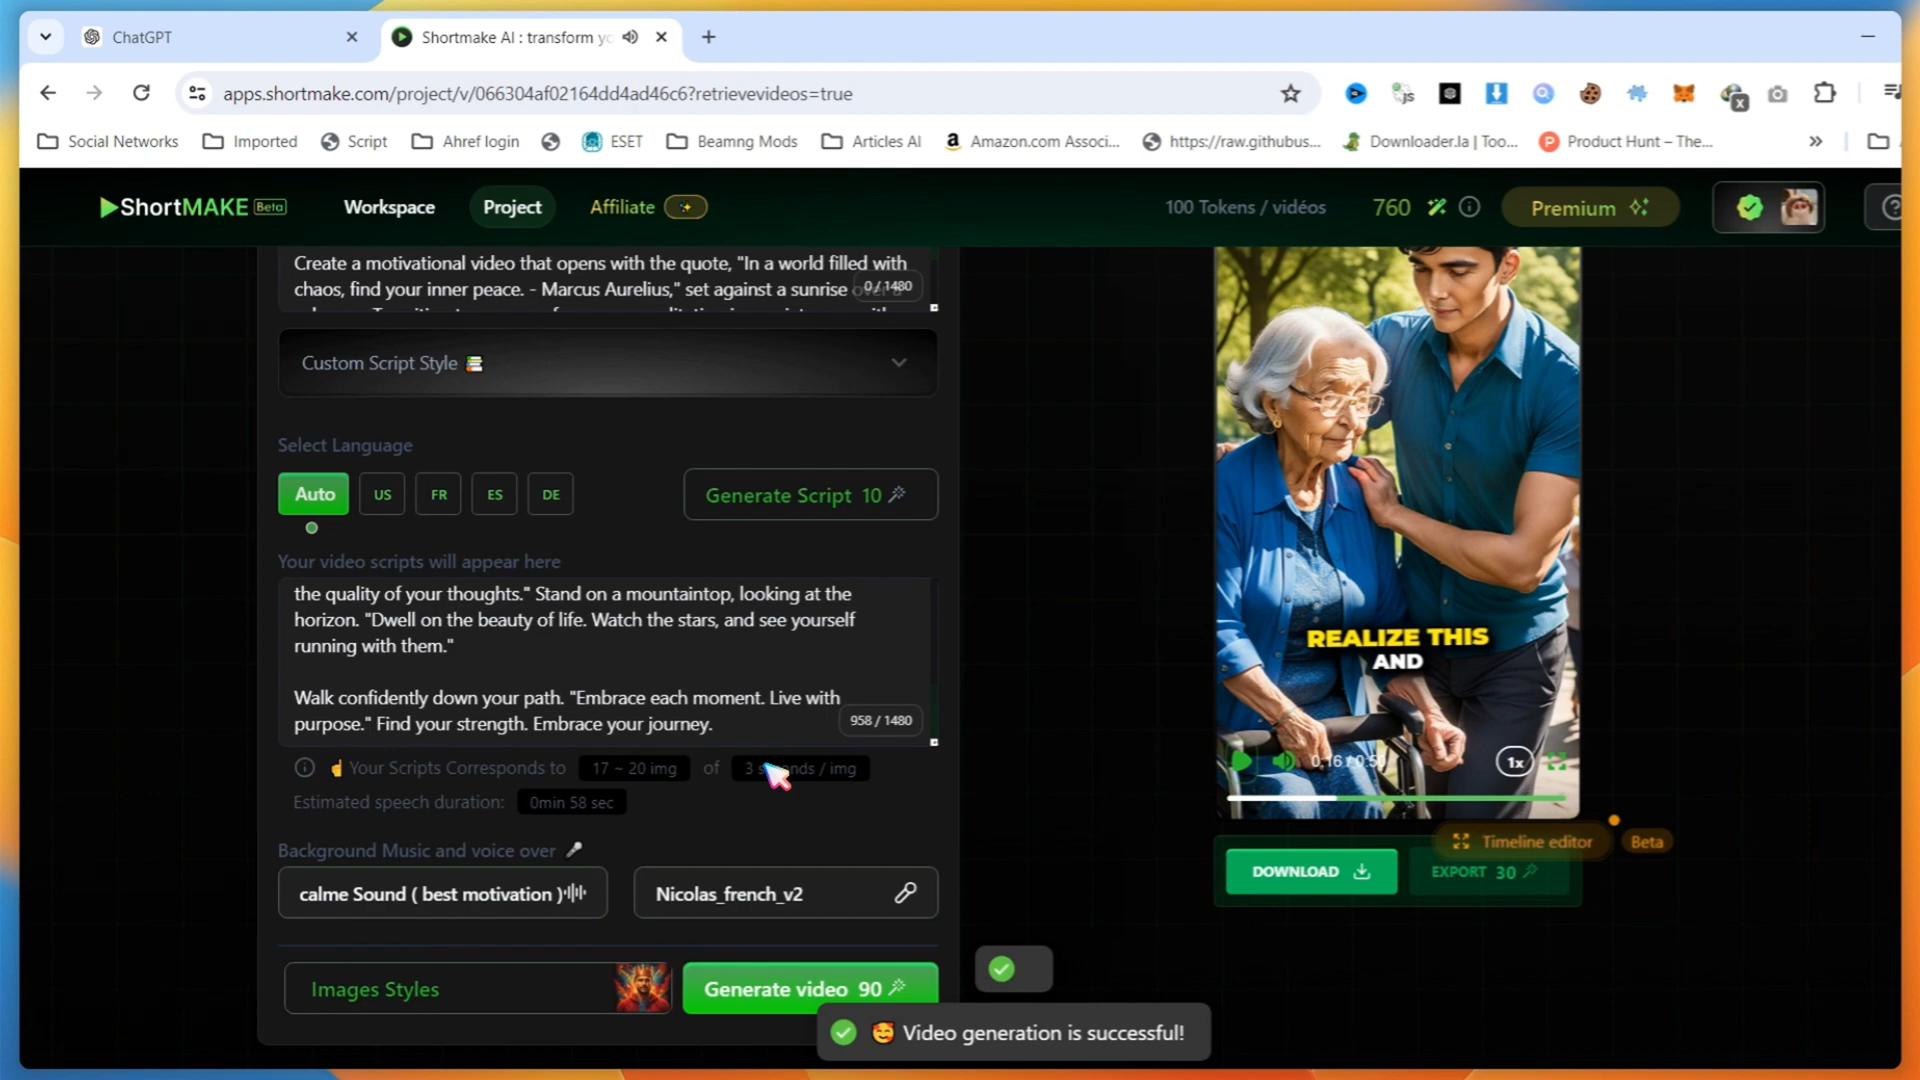 ChatGPT
Shortmake AI : transform yo
apps.shortmake.com/project/v/066304af02164dd4ad46c6?retrievevideos=true
Social Networks
Imported
Script
Ahref login
ESET
Beamng Mods
Articles AI
Amazon.com Associ...
https://raw.githubus...
Downloader.la | Too...
Product Hunt – The...
ShortMAKE Beta
Workspace
Project
Affiliate
100 Tokens / vidéos
760
Premium
Create a motivational video that opens with the quote, "In a world filled with
chaos, find your inner peace. - Marcus Aurelius," set against a sunrise over a
0 / 1480
Custom Script Style
Select Language
Auto
US
FR
ES
DE
Generate Script 10
Your video scripts will appear here
the quality of your thoughts." Stand on a mountaintop, looking at the
horizon. "Dwell on the beauty of life. Watch the stars, and see yourself
running with them."
Walk confidently down your path. "Embrace each moment. Live with
purpose." Find your strength. Embrace your journey.
958 / 1480
Your Scripts Corresponds to 17 ~ 20 img of 3 / img
Estimated speech duration: 0min 58 sec
Background Music and voice over
calme Sound ( best motivation )
Nicolas_french_v2
Images Styles
Generate video 90
Video generation is successful!
REALIZE THIS
AND
1x
Timeline editor
Beta
DOWNLOAD
EXPORT 30